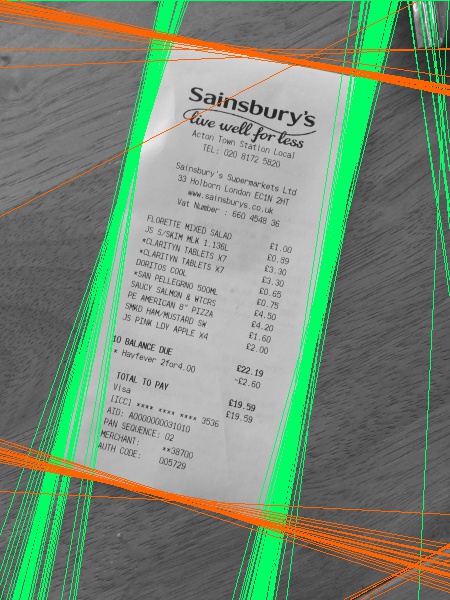 Sainsbury's
live well for less
Acton Town Station Local
TEL: 020 8172 5820
Sainsbury's Supermarkets Ltd
33 Holborn London EC1N 2HT
www.sainsburys.co.uk
Vat Number : 660 4548 36
FLORETTE MIXED SALAD £1.00
JS S/SKIM MLK 1.136L £0.89
*CLARITYN TABLETS X7 £3.30
*CLARITYN TABLETS X7 £3.30
DORITOS COOL £0.65
*SAN PELLEGRNO 500ML £0.75
SAUCY SALMON & WTCRS £4.50
PE AMERICAN 8" PIZZA £4.20
SMKD HAM/MUSTARD SW £1.60
JS PINK LDY APPLE X4 £2.00
10 BALANCE DUE £22.19
* Hayfever 2for4.00 -£2.60
TOTAL TO PAY £19.59
Visa £19.59
[ICC] **** **** **** 3536
AID: A0000000031010
PAN SEQUENCE: 02
MERCHANT: **38700
AUTH CODE: 005729